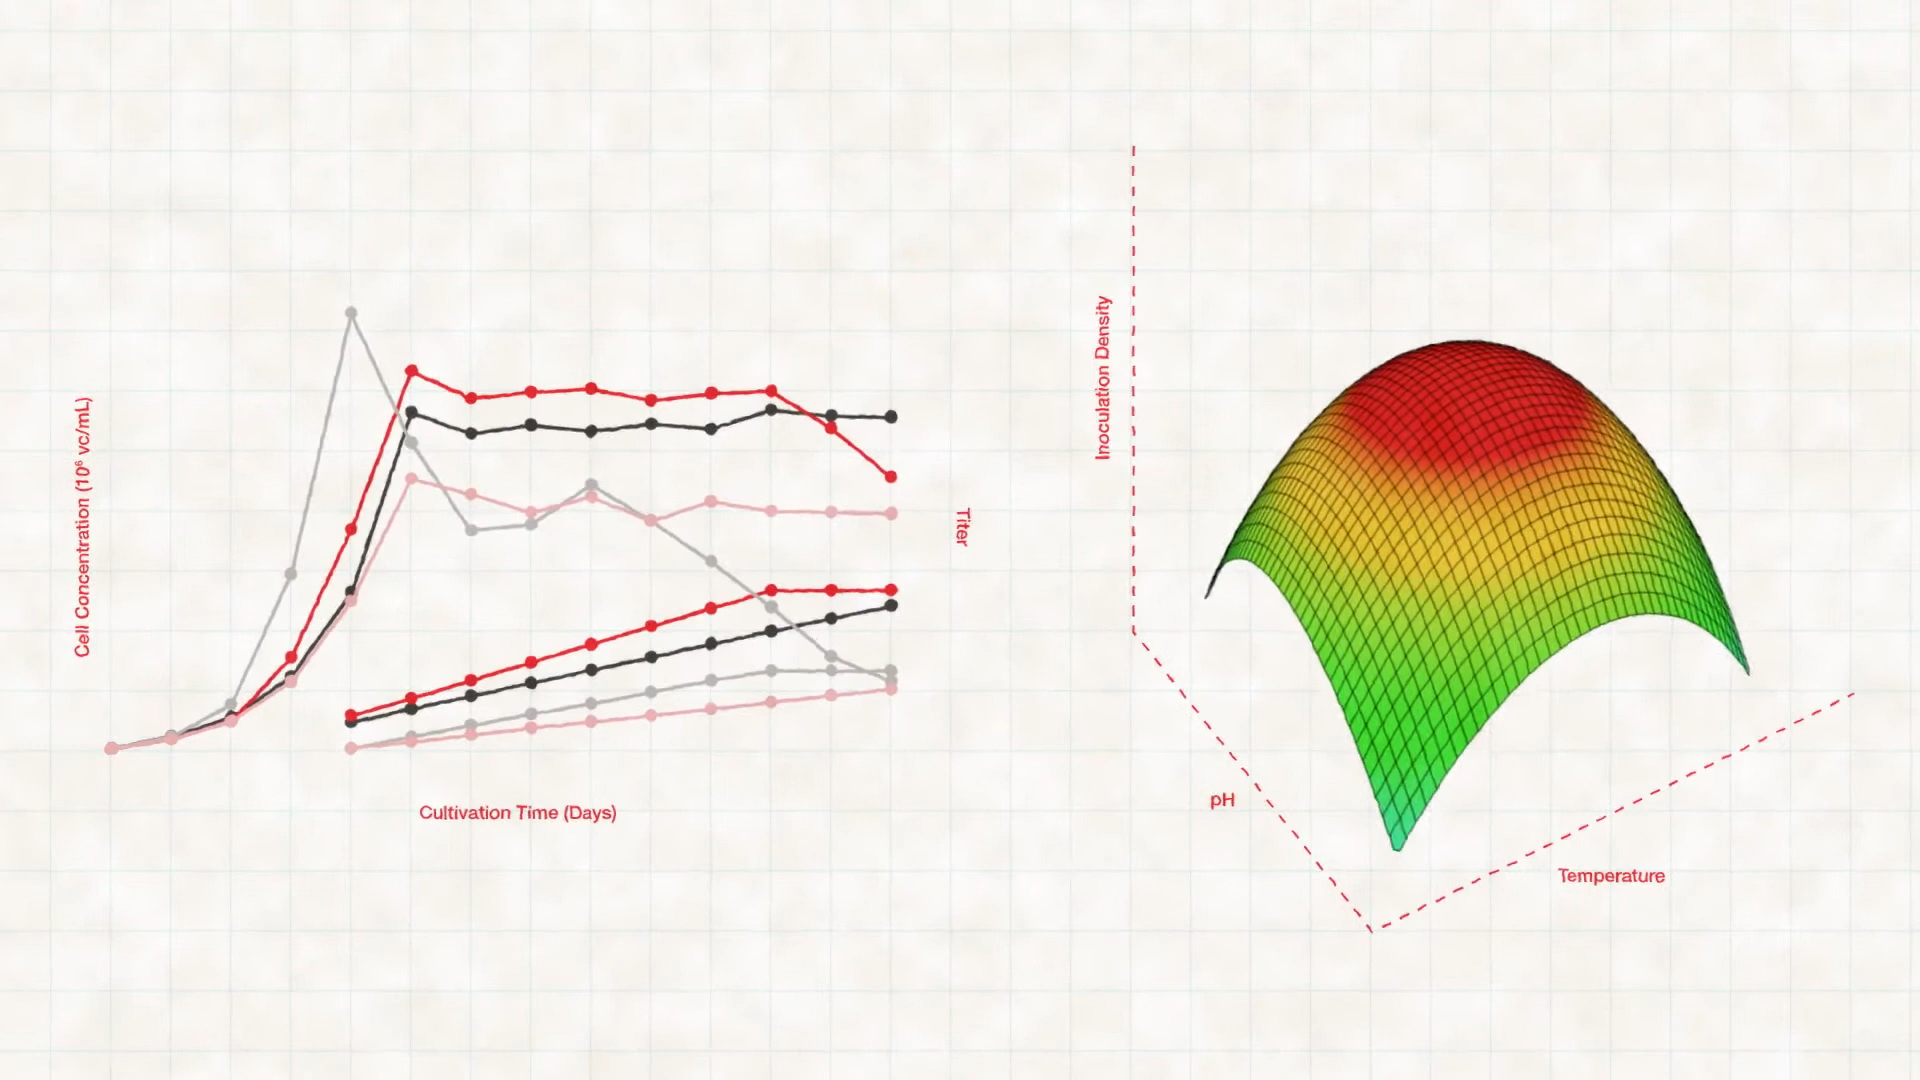 Cell Concentration (10⁶ vc/mL)
Cultivation Time (Days)
Titer
Inoculation Density
pH
Temperature